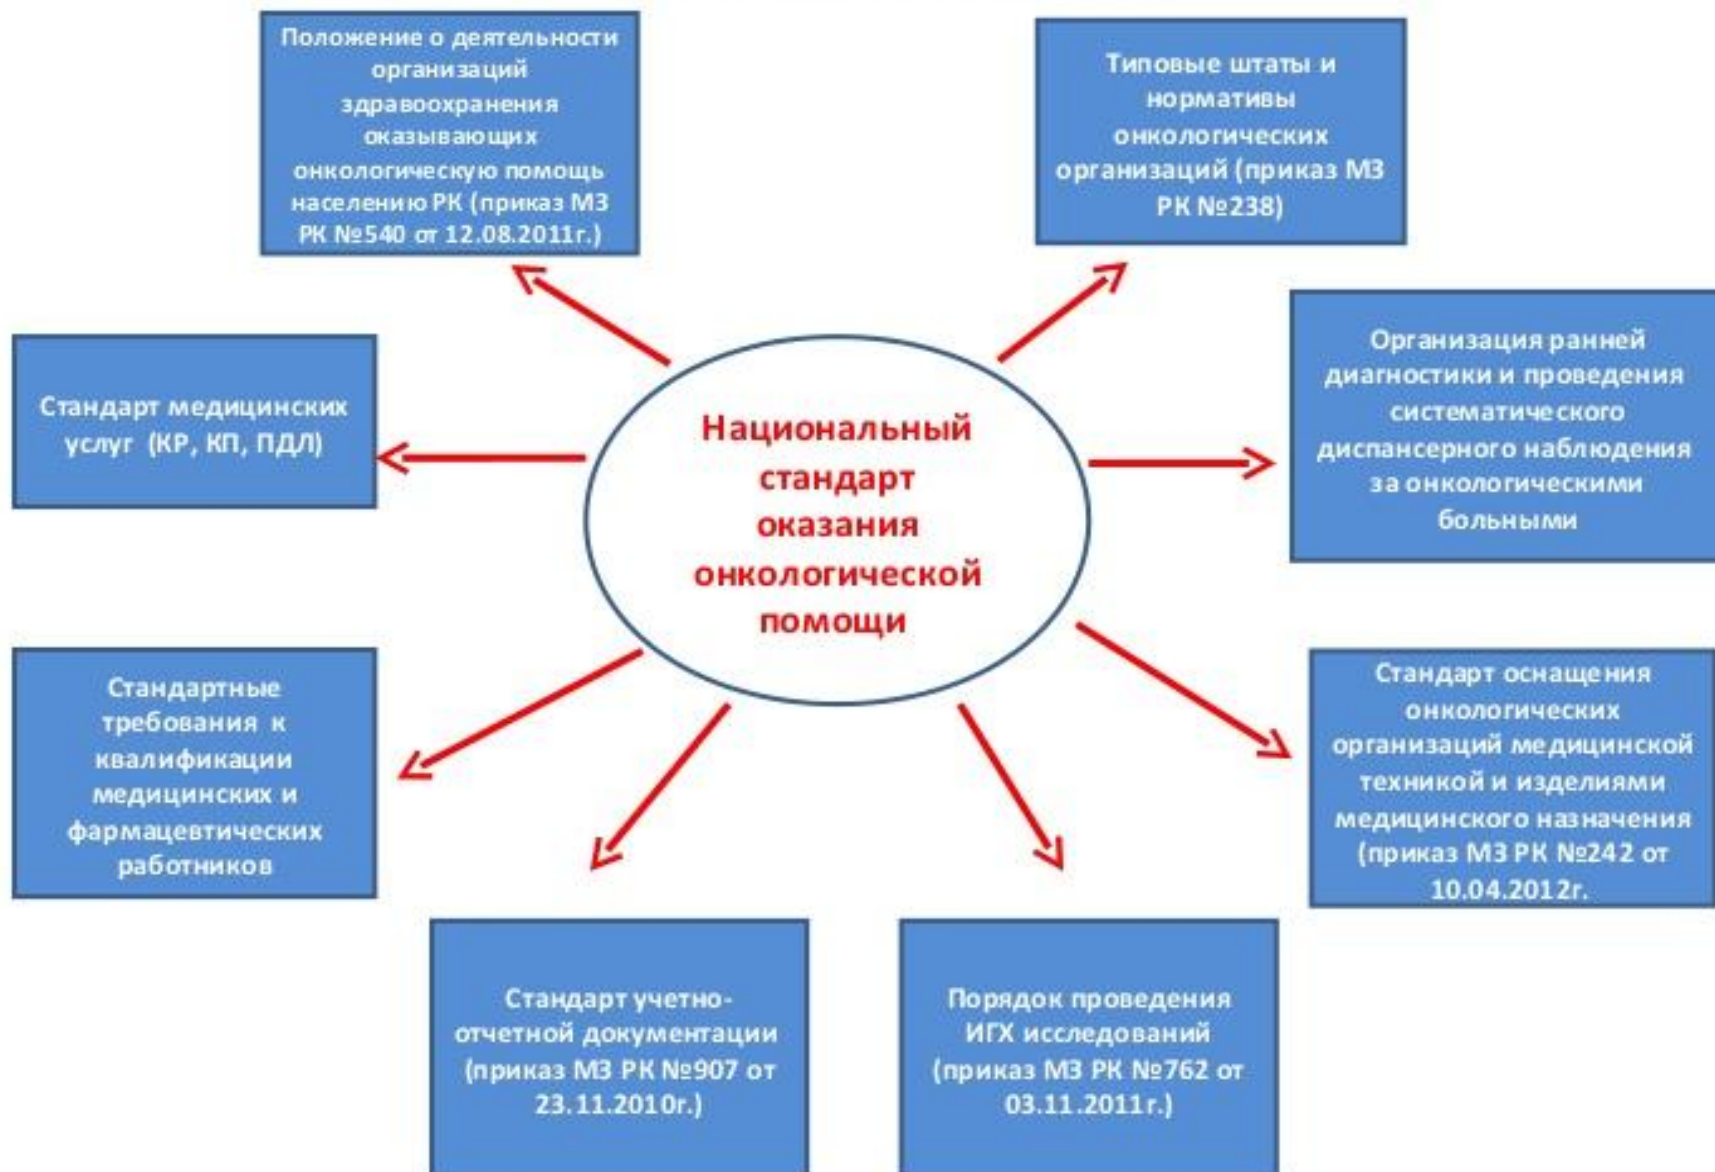 Положение о деятельности
организаций
здравоохранения
оказывающих
онкологическую помощь
населению РК (приказ МЗ
РК №540 от 12.08.2011г.)
Типовые штаты и
нормативы
онкологических
организаций (приказ МЗ
РК №238)
Стандарт медицинских
услуг (КР, КП, ПДЛ)
Национальный
стандарт
оказания
онкологической
помощи
Организация ранней
диагностики и проведения
систематического
диспансерного наблюдения
за онкологическими
больными
Стандартные
требования к
квалификации
медицинских и
фармацевтических
работников
Стандарт оснащения
онкологических
организаций медицинской
техникой и изделиями
медицинского назначения
(приказ МЗ РК №242 от
10.04.2012г.
Стандарт учетно-
отчетной документации
(приказ МЗ РК №907 от
23.11.2010г.)
Порядок проведения
ИГХ исследований
(приказ МЗ РК №762 от
03.11.2011г.)